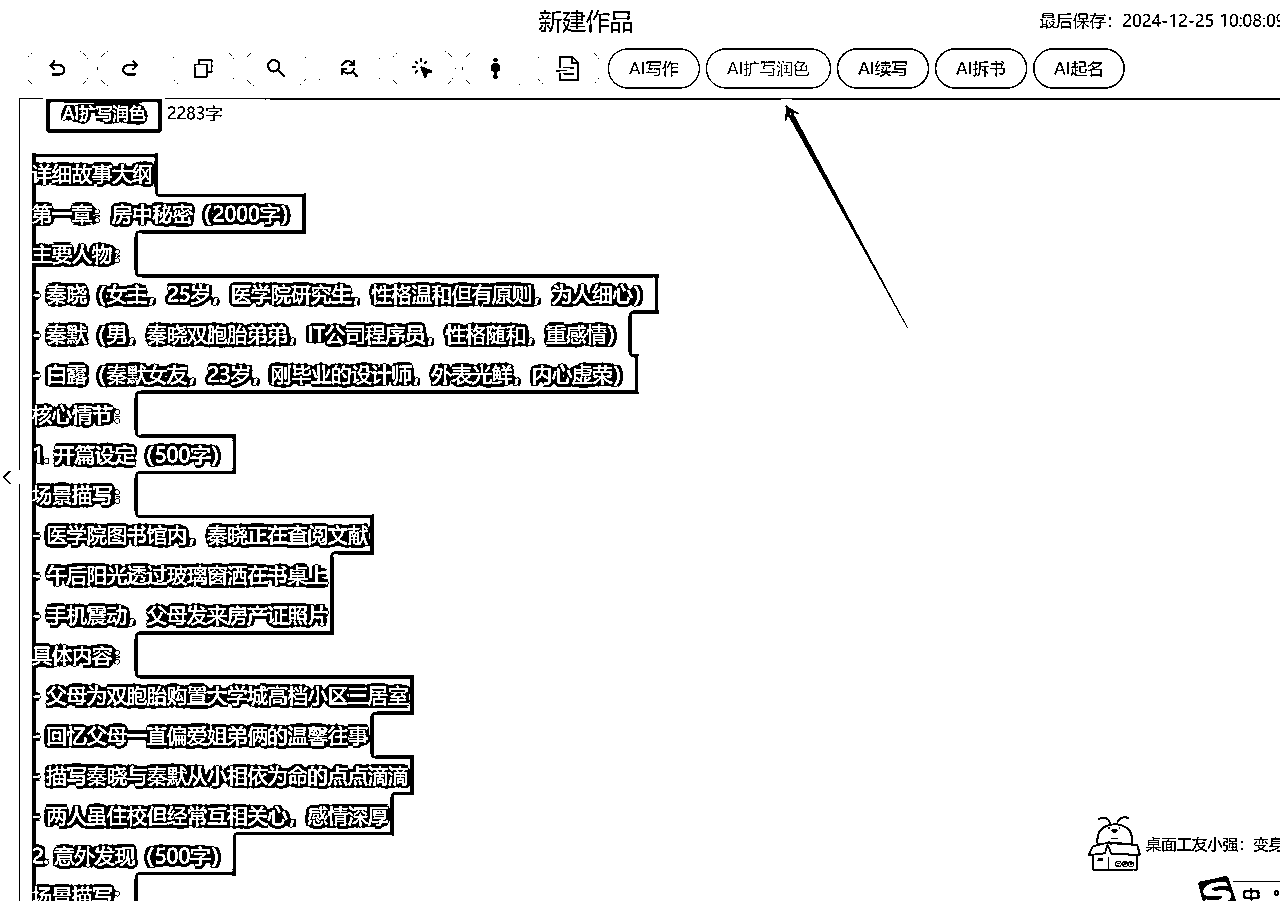 新建作品
最后保存：2024-12-25 10:08:09
AI写作 AI扩写润色 AI续写 AI拆书 AI起名
AI扩写润色 2283字
详细故事大纲
第一章：房中秘密（2000字）
主要人物：
- 秦晓（女主，25岁，医学院研究生，性格温和但有原则，为人细心）
- 秦默（男，秦晓双胞胎弟弟，IT公司程序员，性格随和，重感情）
- 白露（秦默女友，23岁，刚毕业的设计师，外表光鲜，内心虚荣）
核心情节：
1. 开篇设定（500字）
场景描写：
- 医学院图书馆内，秦晓正在查阅文献
- 午后阳光透过玻璃窗洒在书桌上
- 手机震动，父母发来房产证照片
具体内容：
- 父母为双胞胎购置大学城高档小区三居室
- 回忆父母一直偏爱姐弟俩的温馨往事
- 描写秦晓与秦默从小相依为命的点点滴滴
- 两人虽住校但经常互相关心，感情深厚
2. 意外发现（500字）
场景描写：
桌面工友小强：变身
中